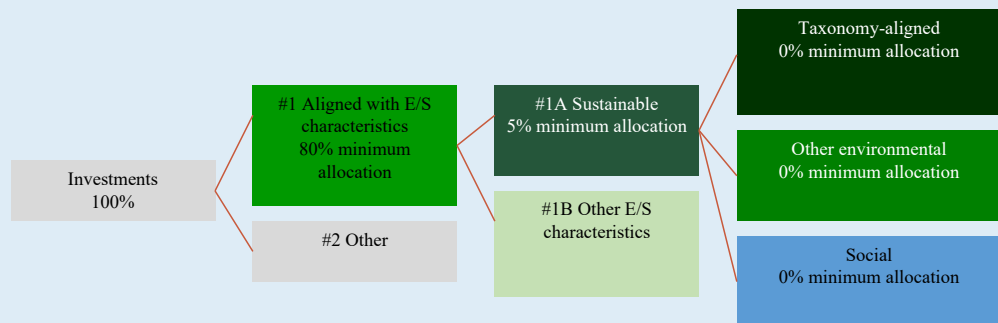 Investments
100%
#1 Aligned with E/S
characteristics
80% minimum
allocation
#2 Other
#1A Sustainable
5% minimum allocation
#1B Other E/S
characteristics
Taxonomy-aligned
0% minimum allocation
Other environmental
0% minimum allocation
Social
0% minimum allocation